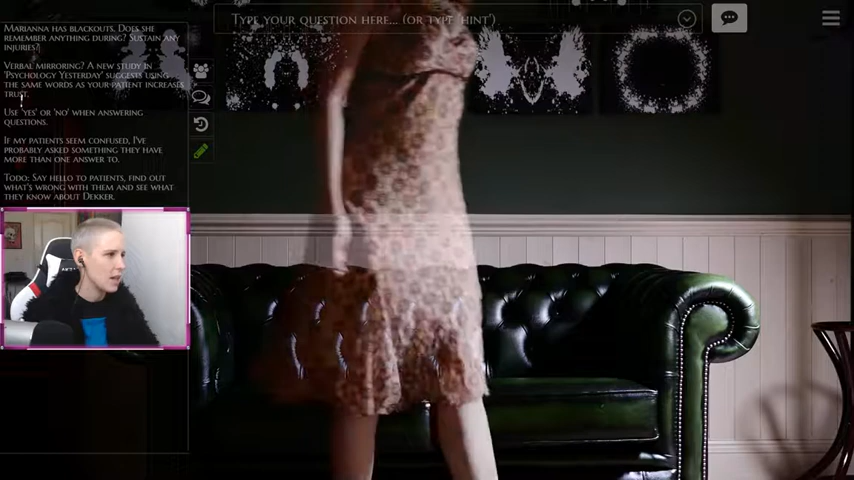 Marianna has blackouts. Does she
remember anything during? Sustain any
injuries?
Verbal mirroring? A new study in
'Psychology Yesterday' suggests using
the same words as your patient increases
trust.
Use 'yes' or 'no' when answering
questions.
If my patients seem confused, I've
probably asked something they have
more than one answer to.
Todo: Say hello to patients, find out
what's wrong with them and see what
they know about Dekker.
Type your question here... (or type 'hint')